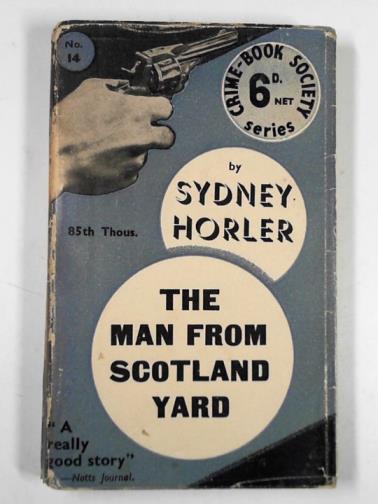 No.
14
CRIME-BOOK SOCIETY
6D.
NET
series
by
SYDNEY
HORLER
85th Thous.
THE
MAN FROM
SCOTLAND
YARD
"A
really
good story"
—Notts Journal.